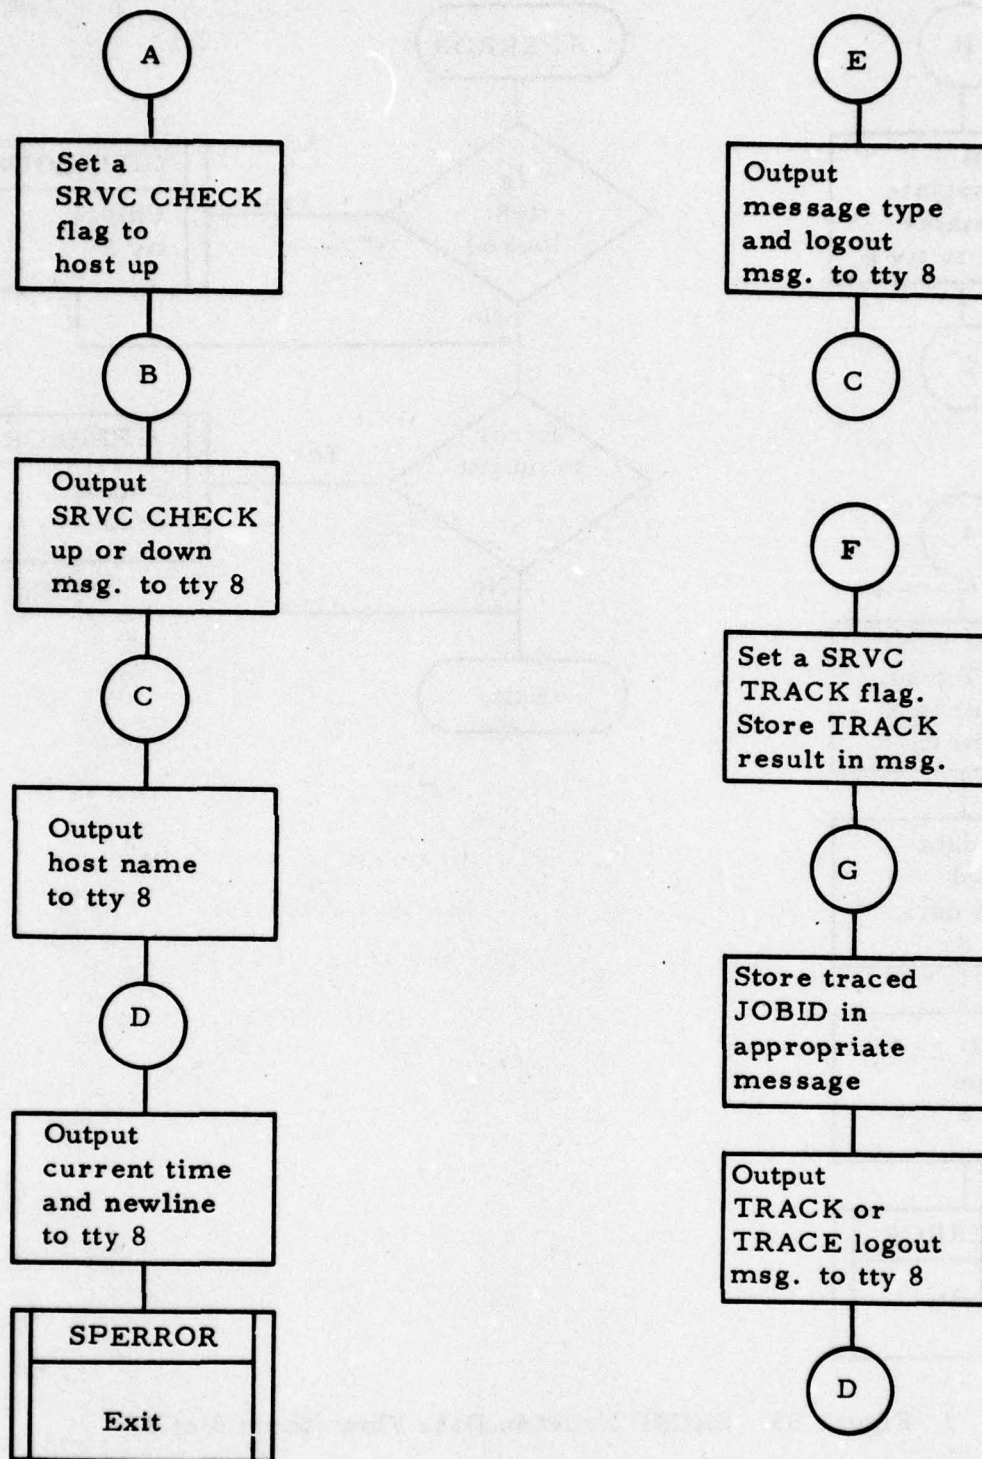 A
Set a
SRVC CHECK
flag to
host up
B
Output
SRVC CHECK
up or down
msg. to tty 8
C
Output
host name
to tty 8
D
Output
current time
and newline
to tty 8
SPERROR
Exit
E
Output
message type
and logout
msg. to tty 8
C
F
Set a SRVC
TRACK flag.
Store TRACK
result in msg.
G
Store traced
JOBID in
appropriate
message
Output
TRACK or
TRACE logout
msg. to tty 8
D